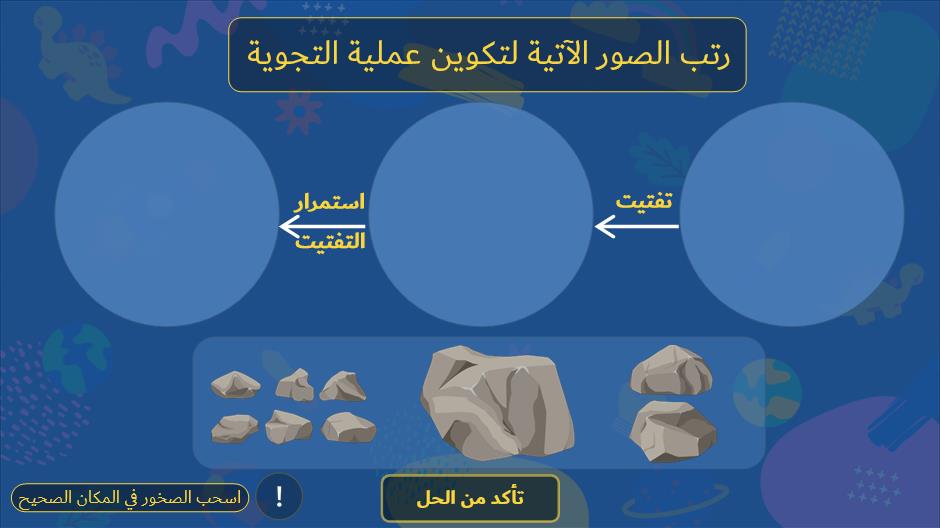 رتب الصور الآتية لتكوين عملية التجوية
تفتيت
استمرار
التفتيت
تأكد من الحل
!
اسحب الصخور في المكان الصحيح